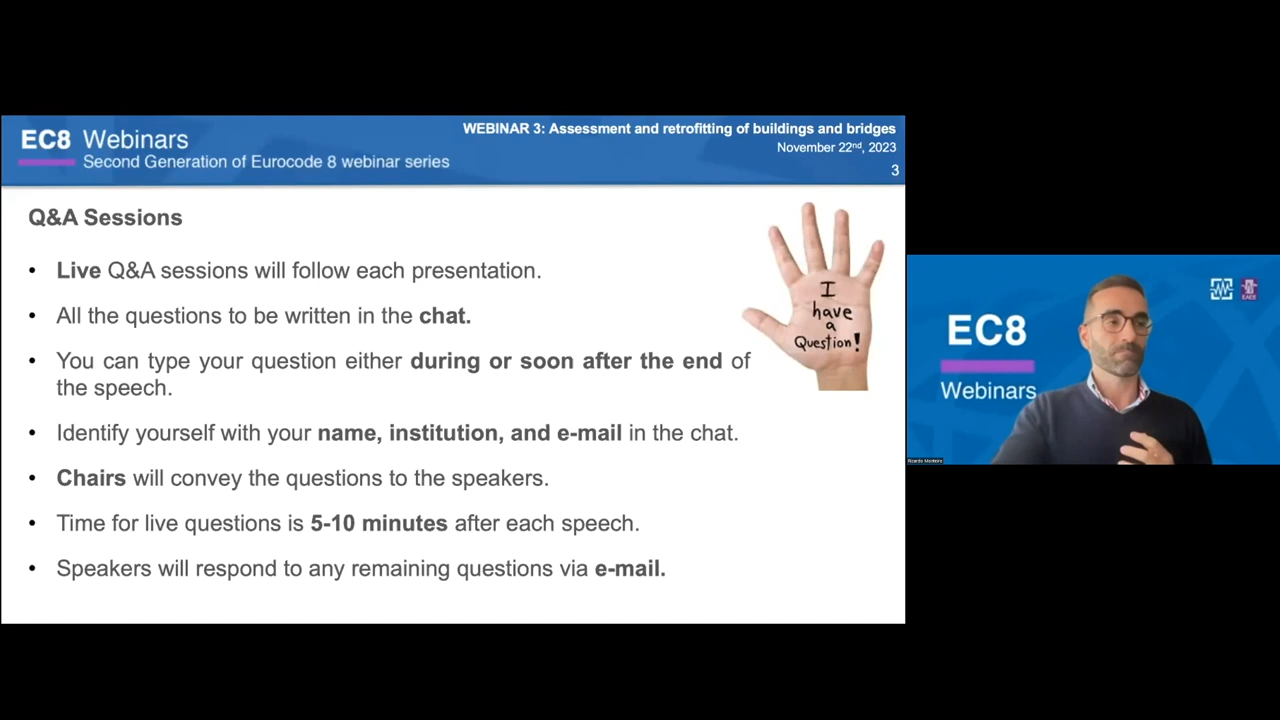 EC8 Webinars
Second Generation of Eurocode 8 webinar series
WEBINAR 3: Assessment and retrofitting of buildings and bridges
November 22nd, 2023
3
Q&A Sessions
• Live Q&A sessions will follow each presentation.
• All the questions to be written in the chat.
• You can type your question either during or soon after the end of
the speech.
• Identify yourself with your name, institution, and e-mail in the chat.
• Chairs will convey the questions to the speakers.
• Time for live questions is 5-10 minutes after each speech.
• Speakers will respond to any remaining questions via e-mail.
I
have
a
Question!
EC8
Webinars
EAEE
Ricardo Monteiro